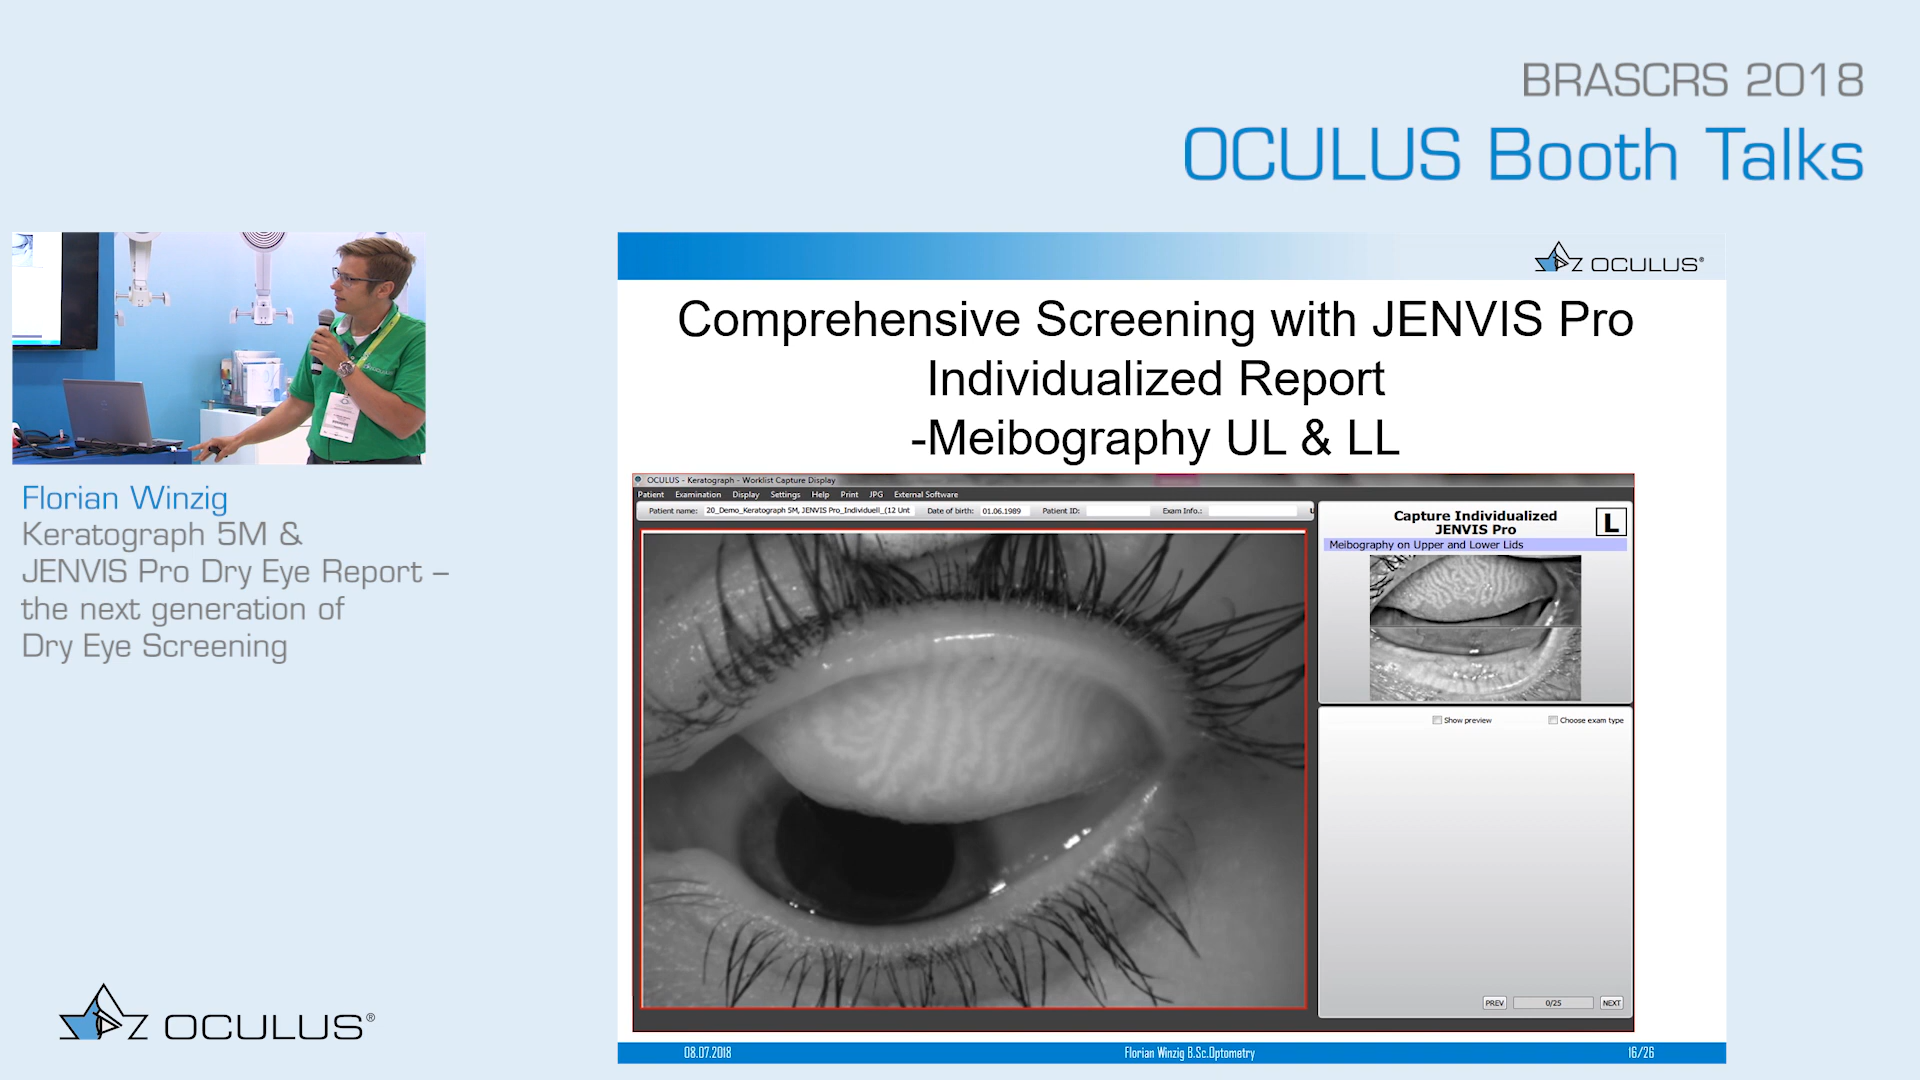 BRASCRS 2018
OCULUS Booth Talks
Florian Winzig
Keratograph 5M &
JENVIS Pro Dry Eye Report –
the next generation of
Dry Eye Screening
OCULUS®
OCULUS®
Comprehensive Screening with JENVIS Pro
Individualized Report
-Meibography UL & LL
OCULUS - Keratograph - Worklist Capture Display
Patient Examination Display Settings Help Print JPG External Software
Patient name: 20_Demo_Keratograph 5M, JENVIS Pro_Individuell_(12 Unt Date of birth: 01.06.1989 Patient ID: Exam Info.:
Capture Individualized
JENVIS Pro
L
Meibography on Upper and Lower Lids
Show preview Choose exam type
PREV 0/25 NEXT
08.07.2018 Florian Winzig B.Sc.Optometry 16/26